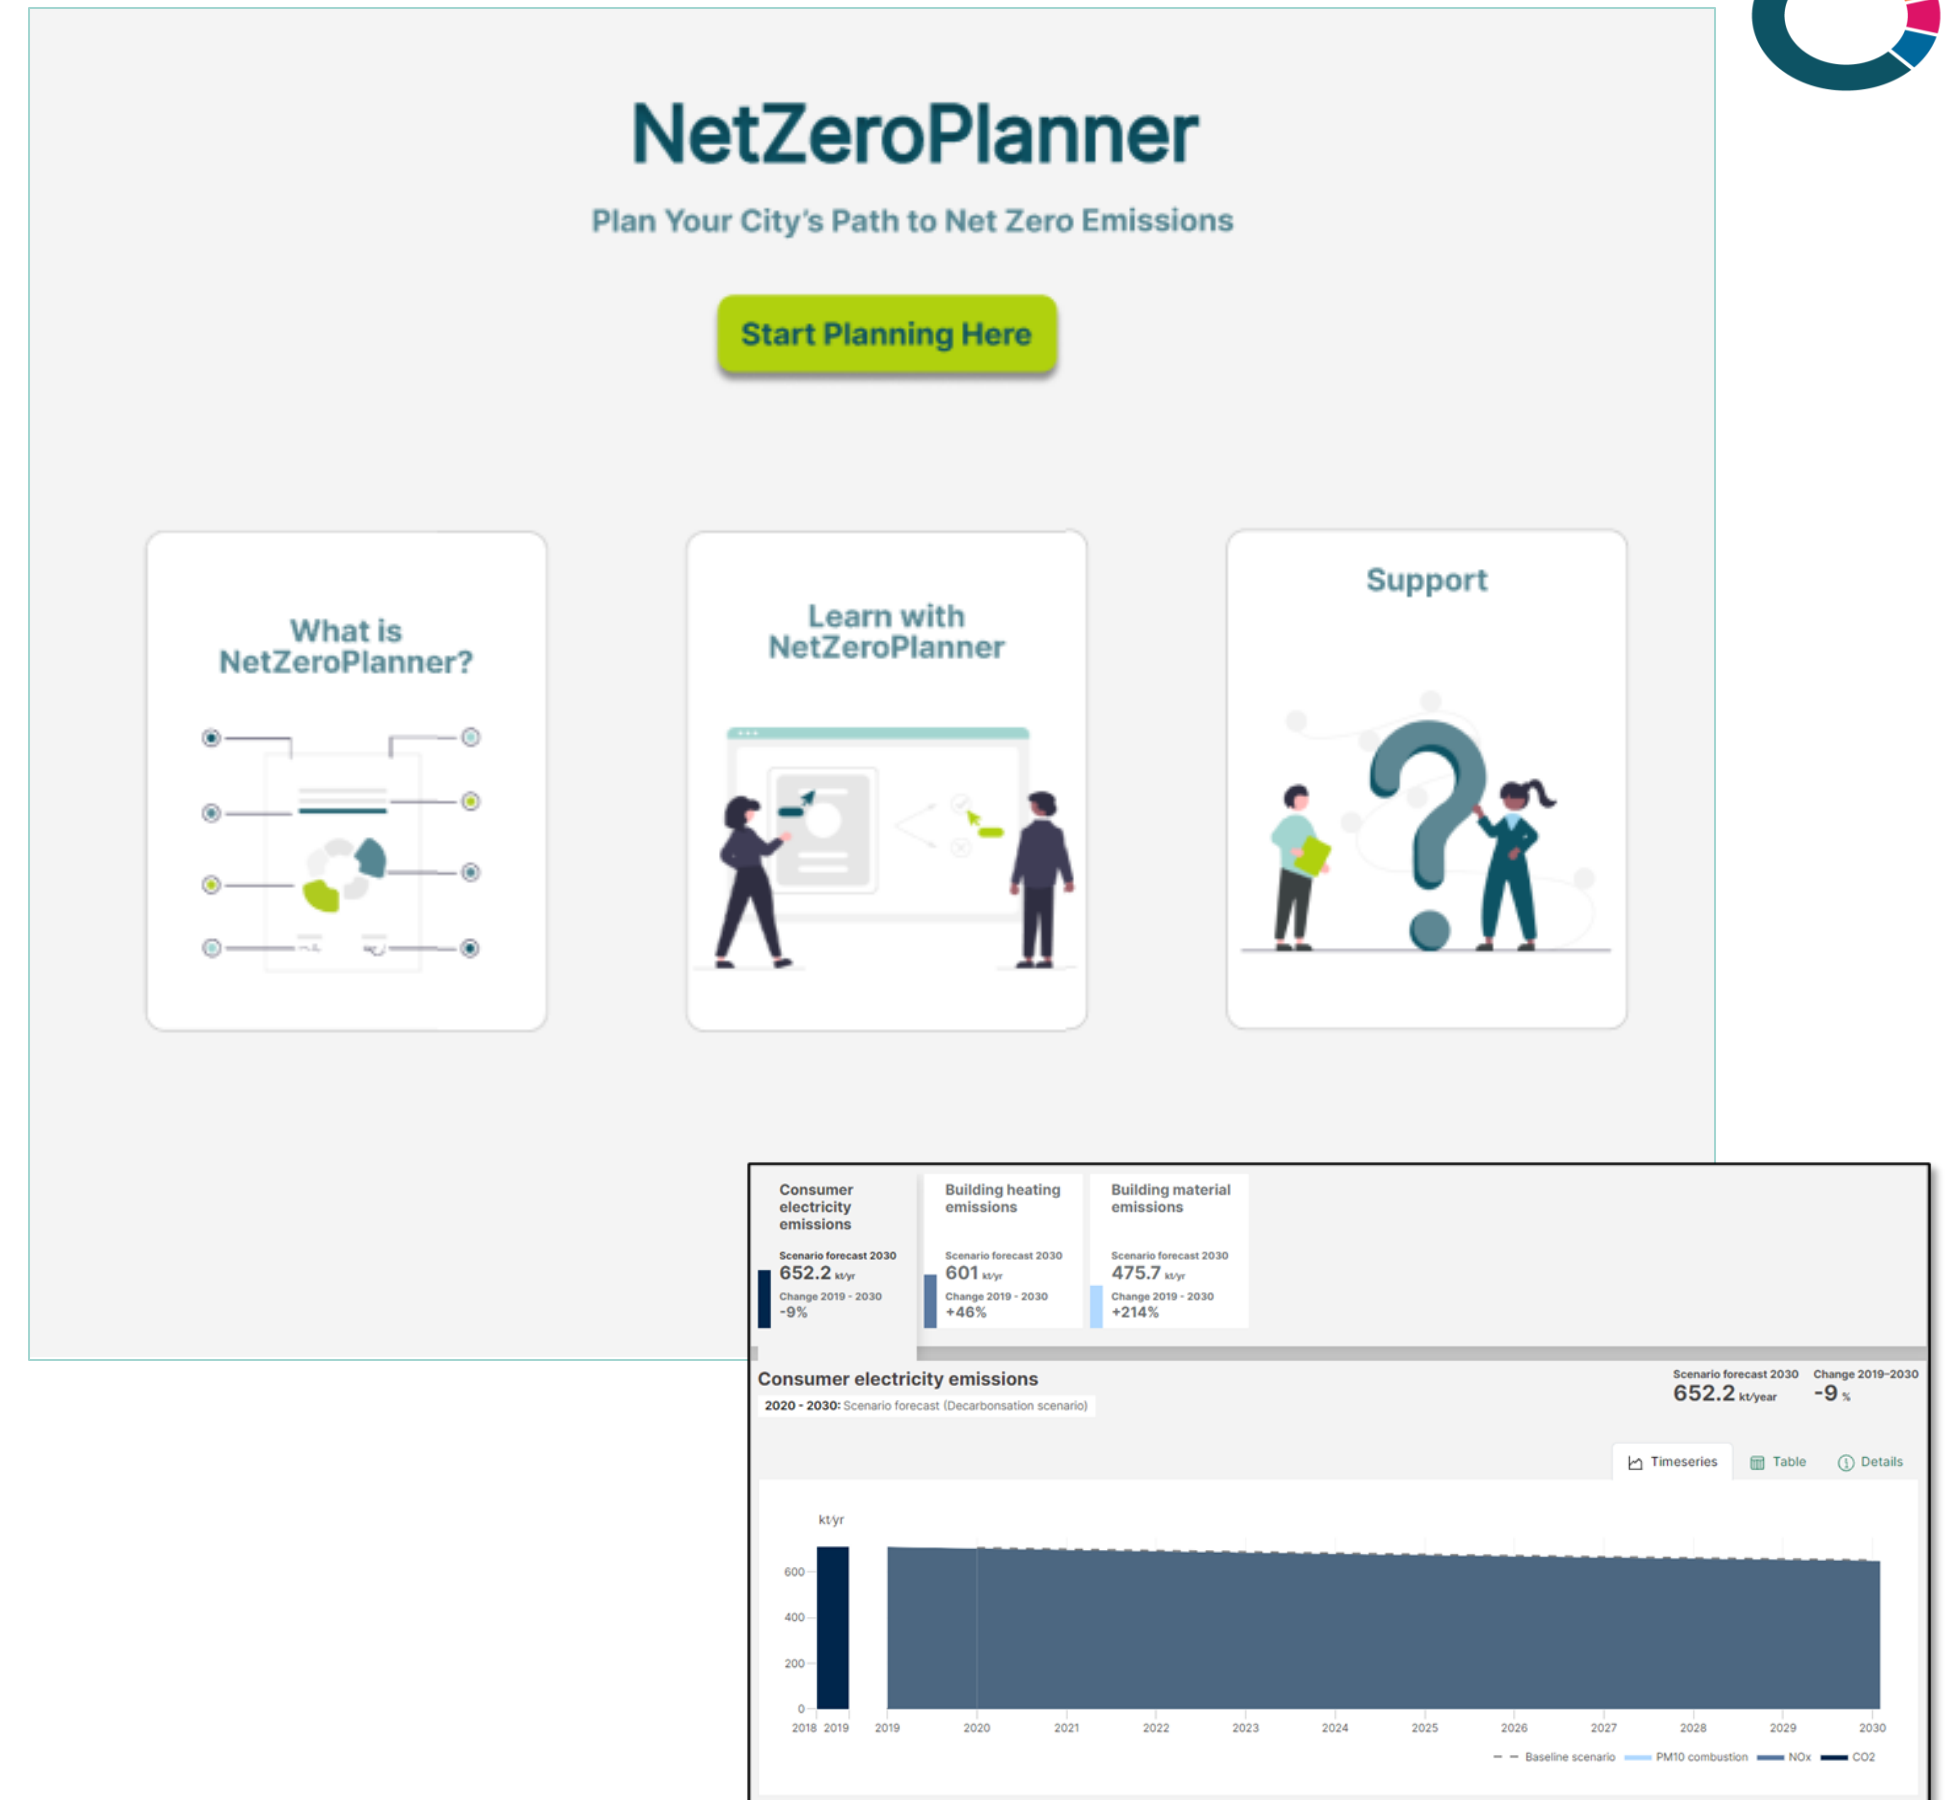 NetZeroPlanner
Plan Your City's Path to Net Zero Emissions
Start Planning Here
What is
NetZeroPlanner?
Learn with
NetZeroPlanner
Support
Consumer
electricity
emissions
Scenario forecast 2030
652.2 kt/yr
Change 2019 - 2030
-9%
Building heating
emissions
Scenario forecast 2030
601 kt/yr
Change 2019 - 2030
+46%
Building material
emissions
Scenario forecast 2030
475.7 kt/yr
Change 2019 - 2030
+214%
Consumer electricity emissions
2020 - 2030: Scenario forecast (Decarbonsation scenario)
Scenario forecast 2030
652.2 kt/year
Change 2019-2030
-9 %
Timeseries
Table
Details
kt/yr
600
400
200
0
2018 2019 2019 2020 2021 2022 2023 2024 2025 2026 2027 2028 2029 2030
Baseline scenario PM10 combustion NOx CO2